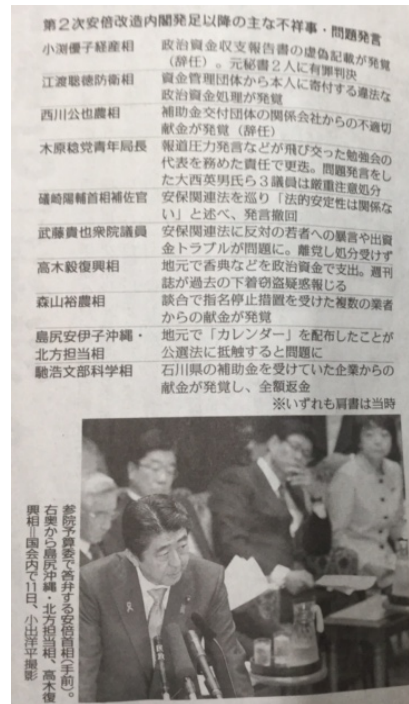 第2次安倍改造内閣発足以降の主な不祥事・問題発言
小渕優子経産相　政治資金収支報告書の虚偽記載が発覚
（辞任）。元秘書2人に有罪判決
江渡聡徳防衛相　資金管理団体から本人に寄付する違法な
政治資金処理が発覚
西川公也農相　補助金交付団体の関係会社からの不適切
献金が発覚（辞任）
木原稔党青年局長　報道圧力発言などが飛び交った勉強会の
代表を務めた責任で更迭。問題発言をし
た大西英男氏ら3議員は厳重注意処分
礒崎陽輔首相補佐官　安保関連法を巡り「法的安定性は関係な
い」と述べ、発言撤回
武藤貴也衆院議員　安保関連法に反対の若者への暴言や出資
金トラブルが問題に。離党し処分受けず
高木毅復興相　地元で香典などを政治資金で支出。週刊
誌が過去の下着窃盗疑惑報じる
森山裕農相　談合で指名停止措置を受けた複数の業者
からの献金が発覚
島尻安伊子沖縄・　地元で「カレンダー」を配布したことが
北方担当相　公選法に抵触すると問題に
馳浩文部科学相　石川県の補助金を受けていた企業からの
献金が発覚し、全額返金
※いずれも肩書は当時
参院予算委で答弁する安倍首相（手前）。
右奥から島尻沖縄・北方担当相、高木復
興相＝国会内で11日、小出洋平撮影